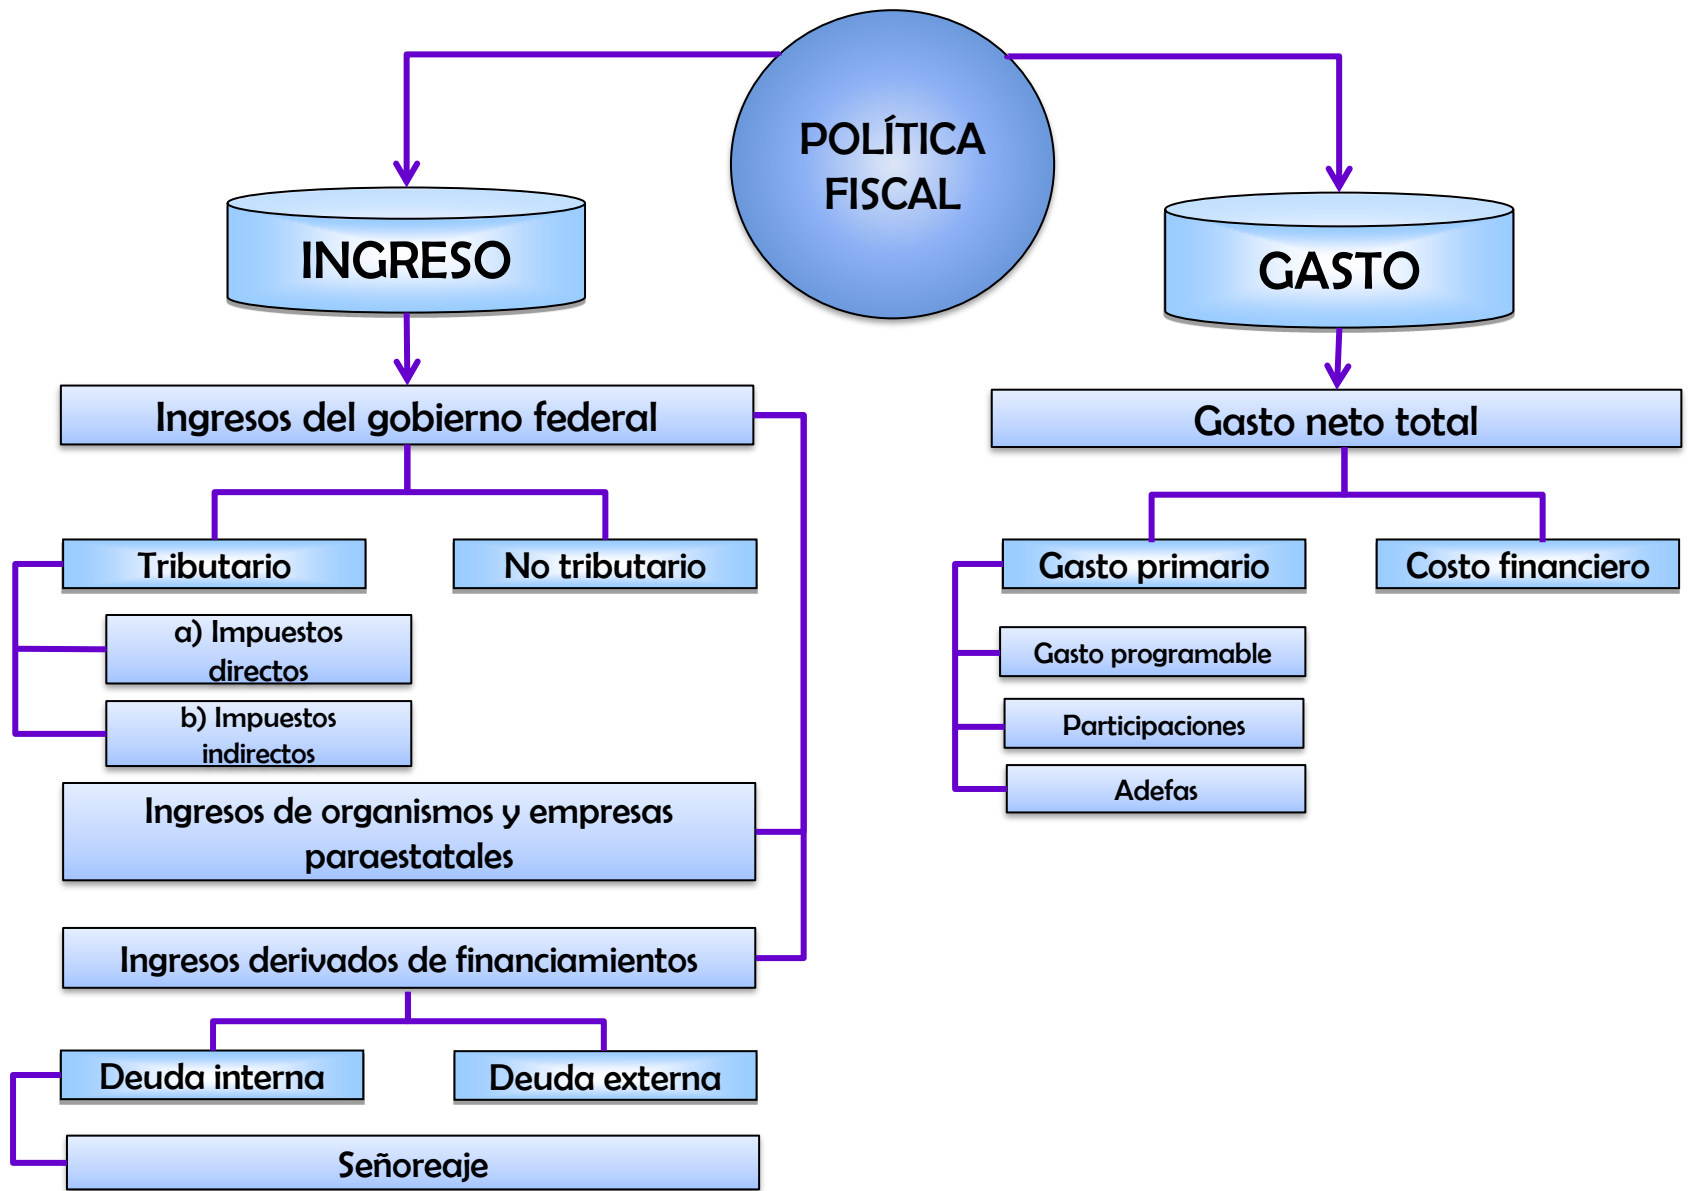 POLÍTICA
FISCAL
INGRESO
GASTO
Ingresos del gobierno federal
Gasto neto total
Tributario
No tributario
Gasto primario
Costo financiero
a) Impuestos
directos
b) Impuestos
indirectos
Gasto programable
Participaciones
Adefas
Ingresos de organismos y empresas
paraestatales
Ingresos derivados de financiamientos
Deuda interna
Deuda externa
Señoreaje